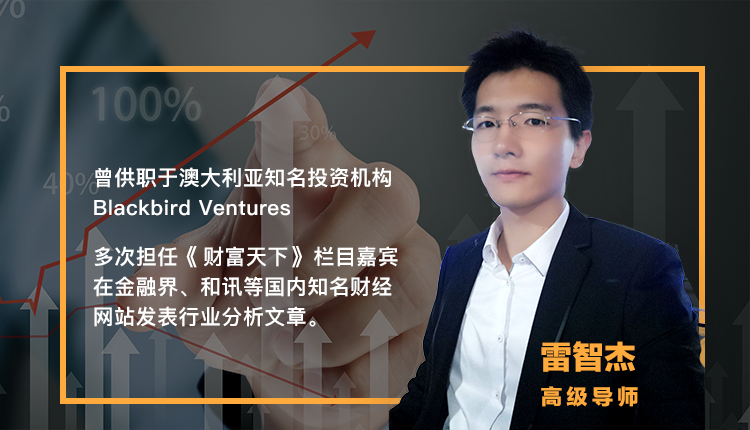 100%
30%
40%
曾供职于澳大利亚知名投资机构
Blackbird Ventures
多次担任《财富天下》栏目嘉宾
在金融界、和讯等国内知名财经
网站发表行业分析文章。
雷智杰
高级导师